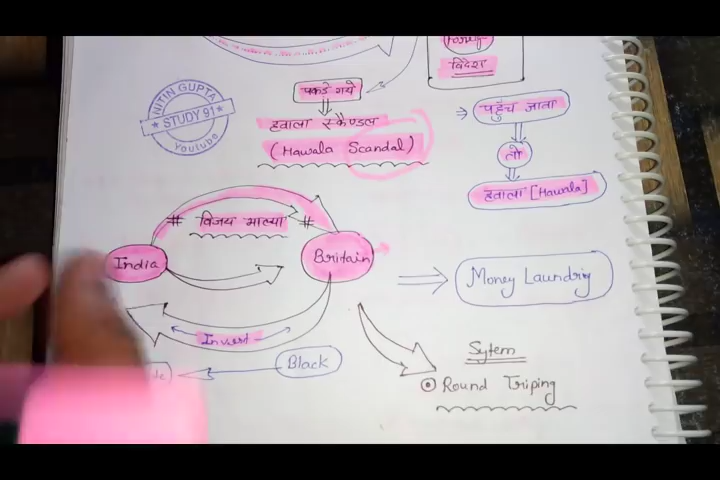 विदेश
पकडे गये
हवाला स्कैण्डल
(Hawala Scandal)
NITIN GUPTA
STUDY 91
Youtube
⇒ पहुँच जाता
तो
हवाला [Hawala]
# विजय माल्या #
India
Britain
Money Laundrig
Invest
Black
Sytem
Round Triping